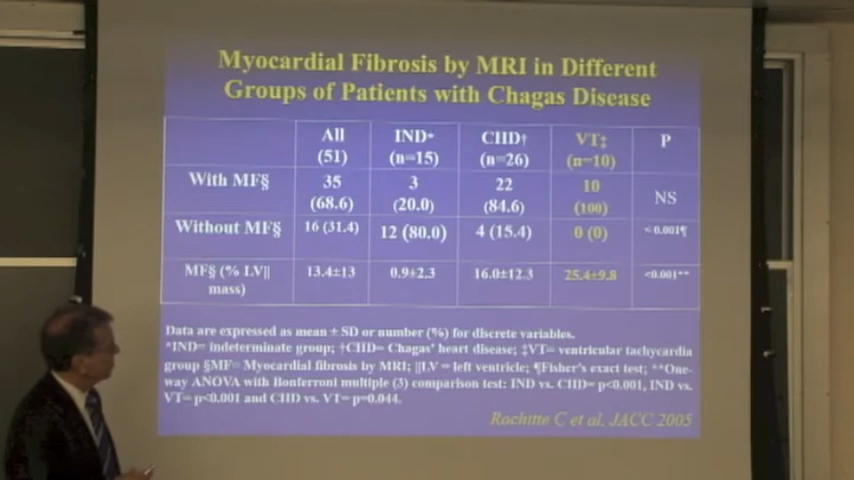 Myocardial Fibrosis by MRI in Different
Groups of Patients with Chagas Disease
All (51) IND* (n=15) CHD† (n=26) VT‡ (n=10) P
With MF§ 35 (68.6) 3 (20.0) 22 (84.6) 10 (100) NS
Without MF§ 16 (31.4) 12 (80.0) 4 (15.4) 0 (0) <0.001¶
MF§ (% LV|| mass) 13.4±13 0.9±2.3 16.0±12.3 25.4±9.8 <0.001**
Data are expressed as mean ± SD or number (%) for discrete variables.
*IND= indeterminate group; †CHD= Chagas' heart disease; ‡VT= ventricular tachycardia
group §MF= Myocardial fibrosis by MRI; ||LV = left ventricle; ¶Fisher's exact test; **One-
way ANOVA with Bonferroni multiple (3) comparison test: IND vs. CHD= p<0.001, IND vs.
VT= p<0.001 and CHD vs. VT=p=0.044.
Rochitte C et al. JACC 2005